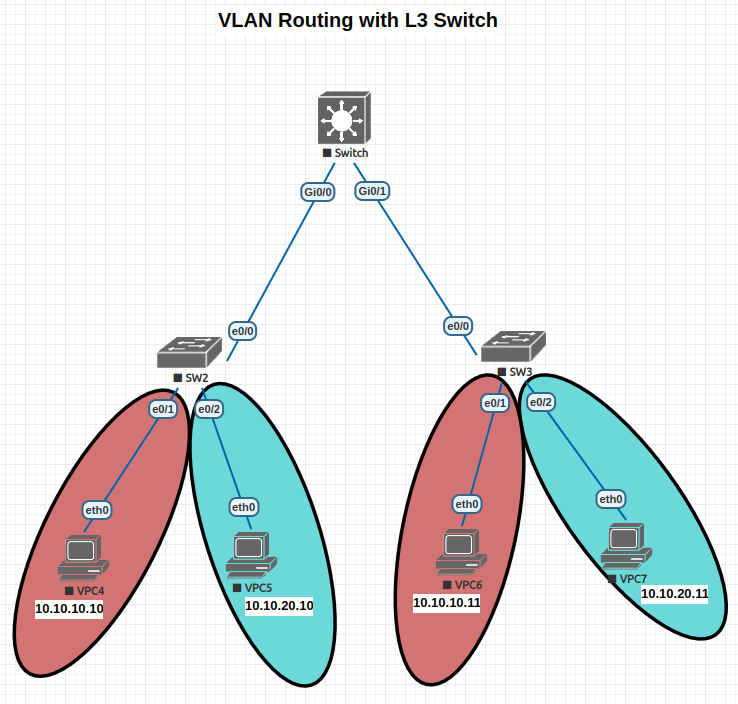 VLAN Routing with L3 Switch
Switch
Gi0/0
Gi0/1
e0/0
e0/0
SW2
SW3
e0/1
e0/2
e0/1
e0/2
eth0
eth0
eth0
eth0
VPC4
VPC5
VPC6
VPC7
10.10.10.10
10.10.20.10
10.10.10.11
10.10.20.11